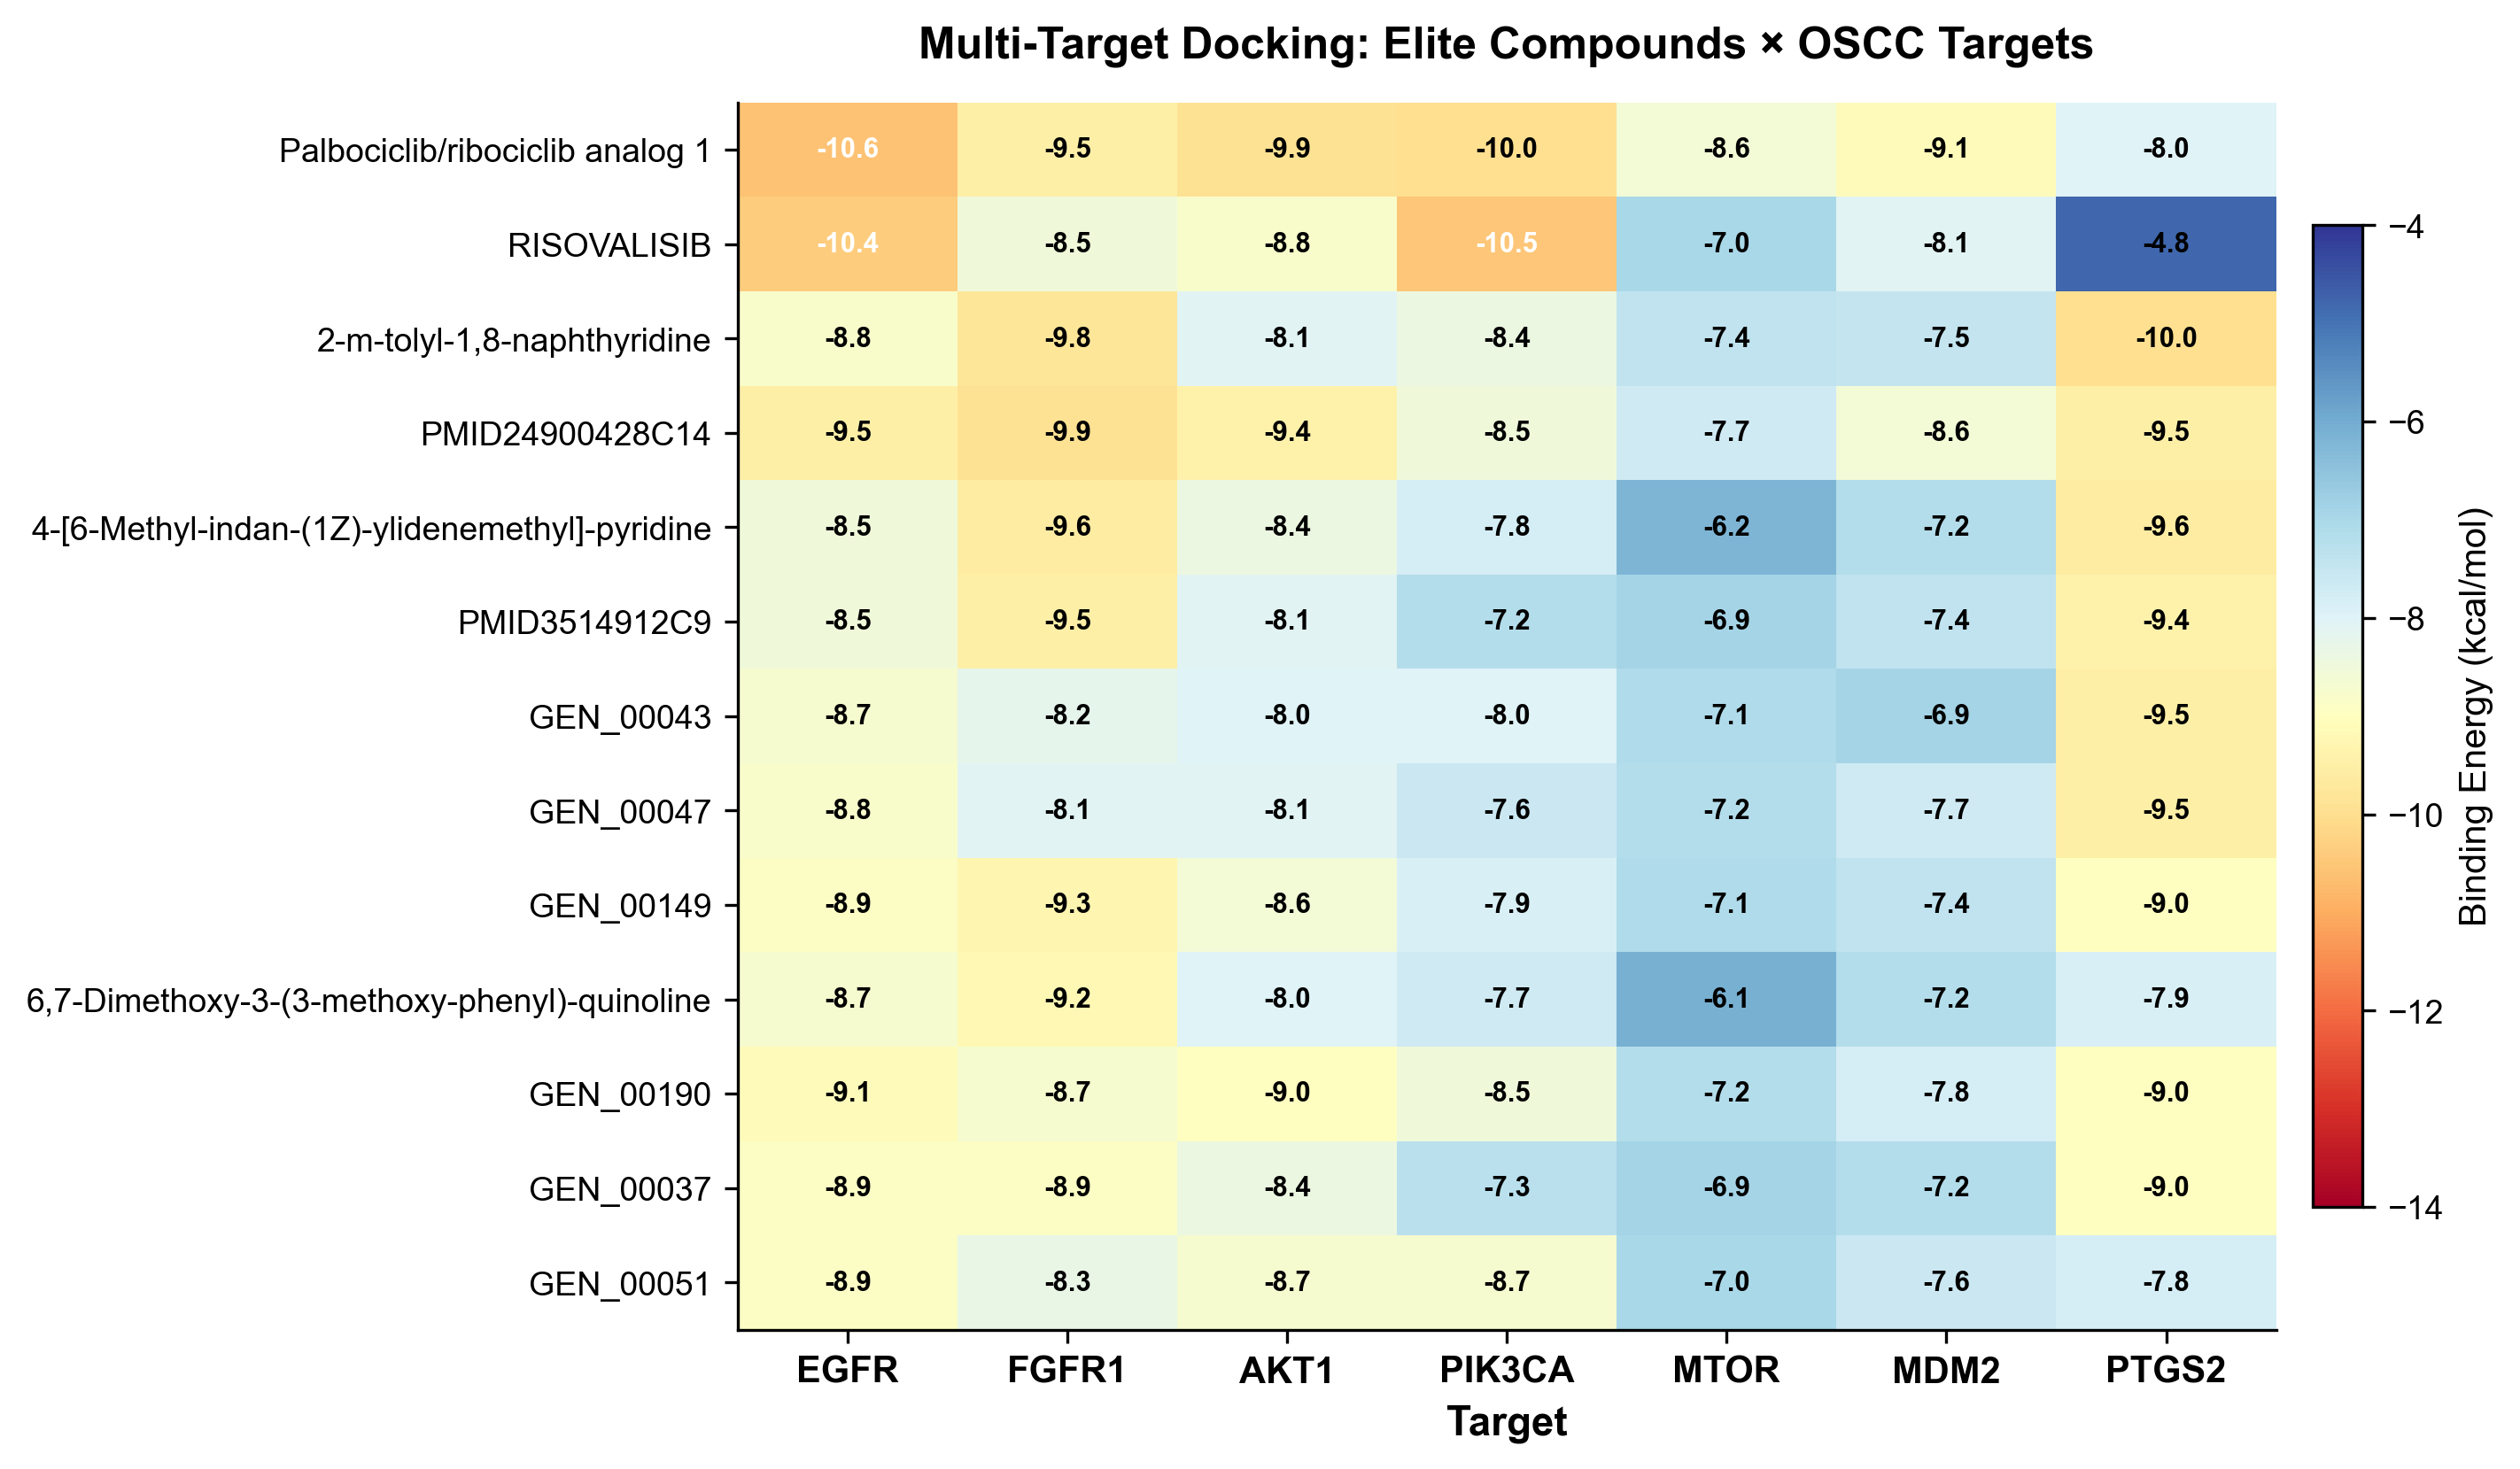 Multi-Target Docking: Elite Compounds × OSCC Targets
Palbociclib/ribociclib analog 1 -10.6 -9.5 -9.9 -10.0 -8.6 -9.1 -8.0
RISOVALISIB -10.4 -8.5 -8.8 -10.5 -7.0 -8.1 -4.8
2-m-tolyl-1,8-naphthyridine -8.8 -9.8 -8.1 -8.4 -7.4 -7.5 -10.0
PMID24900428C14 -9.5 -9.9 -9.4 -8.5 -7.7 -8.6 -9.5
4-[6-Methyl-indan-(1Z)-ylidenemethyl]-pyridine -8.5 -9.6 -8.4 -7.8 -6.2 -7.2 -9.6
PMID3514912C9 -8.5 -9.5 -8.1 -7.2 -6.9 -7.4 -9.4
GEN_00043 -8.7 -8.2 -8.0 -8.0 -7.1 -6.9 -9.5
GEN_00047 -8.8 -8.1 -8.1 -7.6 -7.2 -7.7 -9.5
GEN_00149 -8.9 -9.3 -8.6 -7.9 -7.1 -7.4 -9.0
6,7-Dimethoxy-3-(3-methoxy-phenyl)-quinoline -8.7 -9.2 -8.0 -7.7 -6.1 -7.2 -7.9
GEN_00190 -9.1 -8.7 -9.0 -8.5 -7.2 -7.8 -9.0
GEN_00037 -8.9 -8.9 -8.4 -7.3 -6.9 -7.2 -9.0
GEN_00051 -8.9 -8.3 -8.7 -8.7 -7.0 -7.6 -7.8
EGFR FGFR1 AKT1 PIK3CA MTOR MDM2 PTGS2
Target
−4
−6
−8
−10
−12
−14
Binding Energy (kcal/mol)